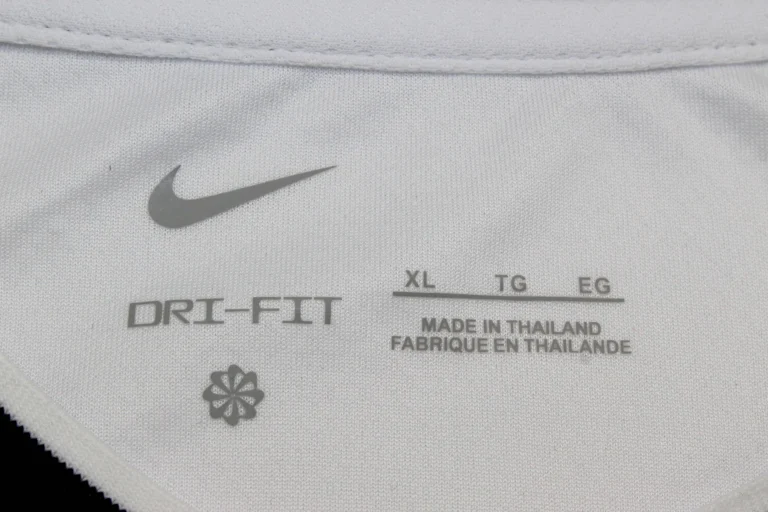 DRI-FIT
XL TG EG
MADE IN THAILAND
FABRIQUE EN THAILANDE